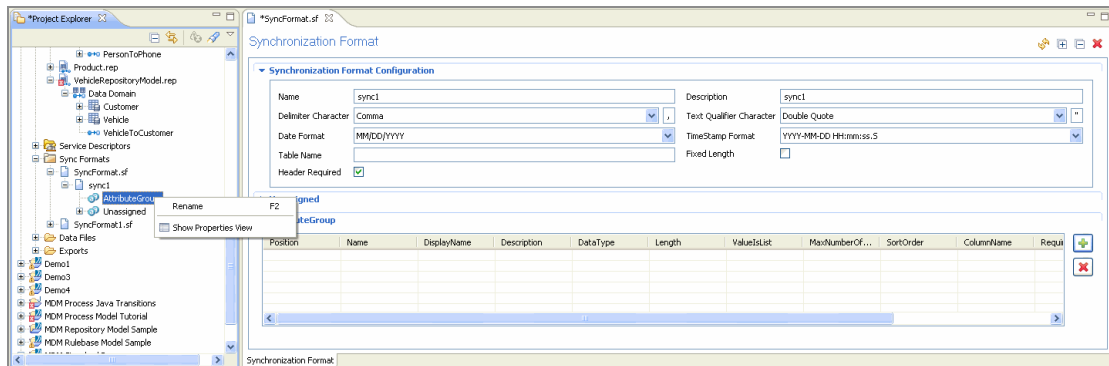 *Project Explorer
PersonToPhone
Product.rep
VehicleRepositoryModel.rep
Data Domain
Customer
Vehicle
VehicleToCustomer
Service Descriptors
Sync Formats
SyncFormat.sf
sync1
AttributeGrou
Unassigned
SyncFormat1.sf
Data Files
Exports
Demo1
Demo3
Demo4
MDM Process Java Transitions
MDM Process Model Tutorial
MDM Repository Model Sample
MDM Rulebase Model Sample
Rename F2
Show Properties View
*SyncFormat.sf
Synchronization Format
Synchronization Format Configuration
Name sync1 Description sync1
Delimiter Character Comma , Text Qualifier Character Double Quote "
Date Format MM/DD/YYYY TimeStamp Format YYYY-MM-DD HH:mm:ss.S
Table Name Fixed Length
Header Required
igned
uteGroup
Position Name DisplayName Description DataType Length ValueIsList MaxNumberOf... SortOrder ColumnName Requi
Synchronization Format